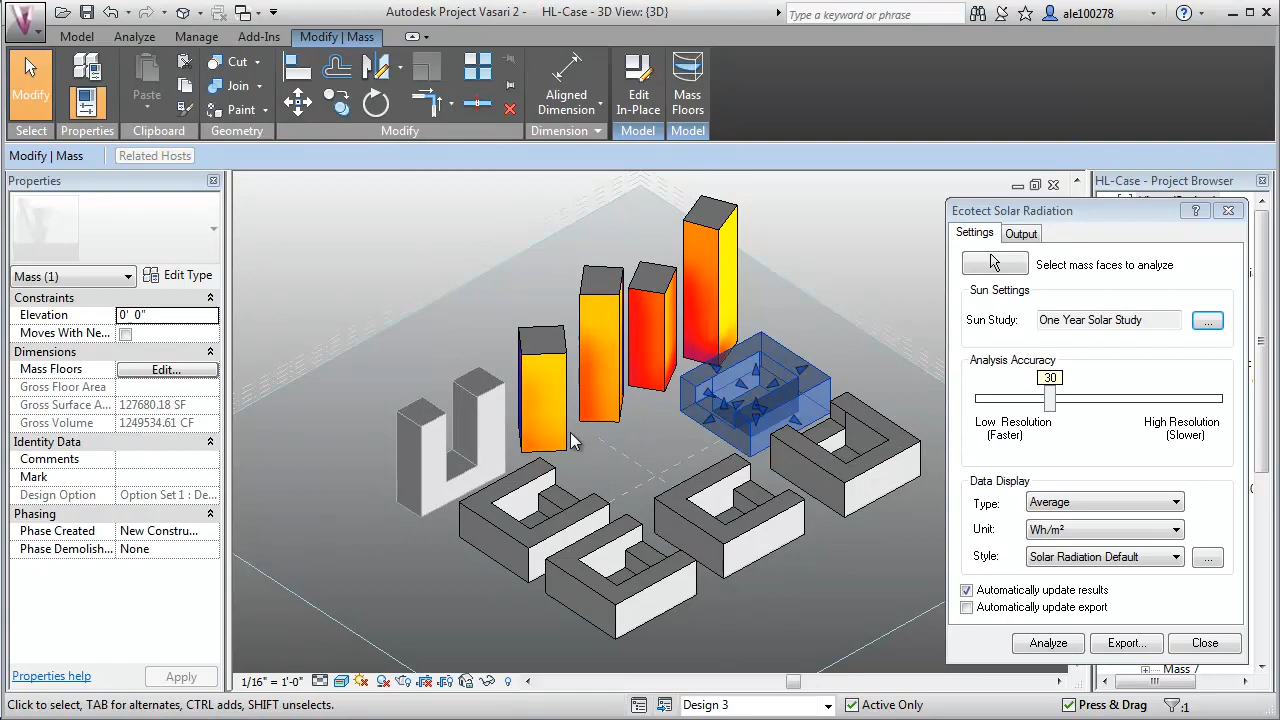 Autodesk Project Vasari 2 - HL-Case - 3D View: {3D}
Type a keyword or phrase
ale100278
Model
Analyze
Manage
Add-Ins
Modify | Mass
Modify
Paste
Cut
Join
Paint
Aligned
Dimension
Edit
In-Place
Mass
Floors
Select
Properties
Clipboard
Geometry
Modify
Dimension
Model
Model
Modify | Mass
Related Hosts
Properties
Mass (1)
Edit Type
Constraints
Elevation 0' 0"
Moves With Ne...
Dimensions
Mass Floors Edit...
Gross Floor Area
Gross Surface A... 127680.18 SF
Gross Volume 1249534.61 CF
Identity Data
Comments
Mark
Design Option Option Set 1 : De...
Phasing
Phase Created New Constru...
Phase Demolish... None
Properties help
Apply
HL-Case - Project Browser
Ecotect Solar Radiation
Settings
Output
Select mass faces to analyze
Sun Settings
Sun Study: One Year Solar Study ...
Analysis Accuracy
30
Low Resolution
(Faster)
High Resolution
(Slower)
Data Display
Type: Average
Unit: Wh/m²
Style: Solar Radiation Default ...
Automatically update results
Automatically update export
Analyze
Export...
Close
Mass 7
1/16" = 1'-0"
Click to select, TAB for alternates, CTRL adds, SHIFT unselects.
Design 3
Active Only
Press & Drag
:1